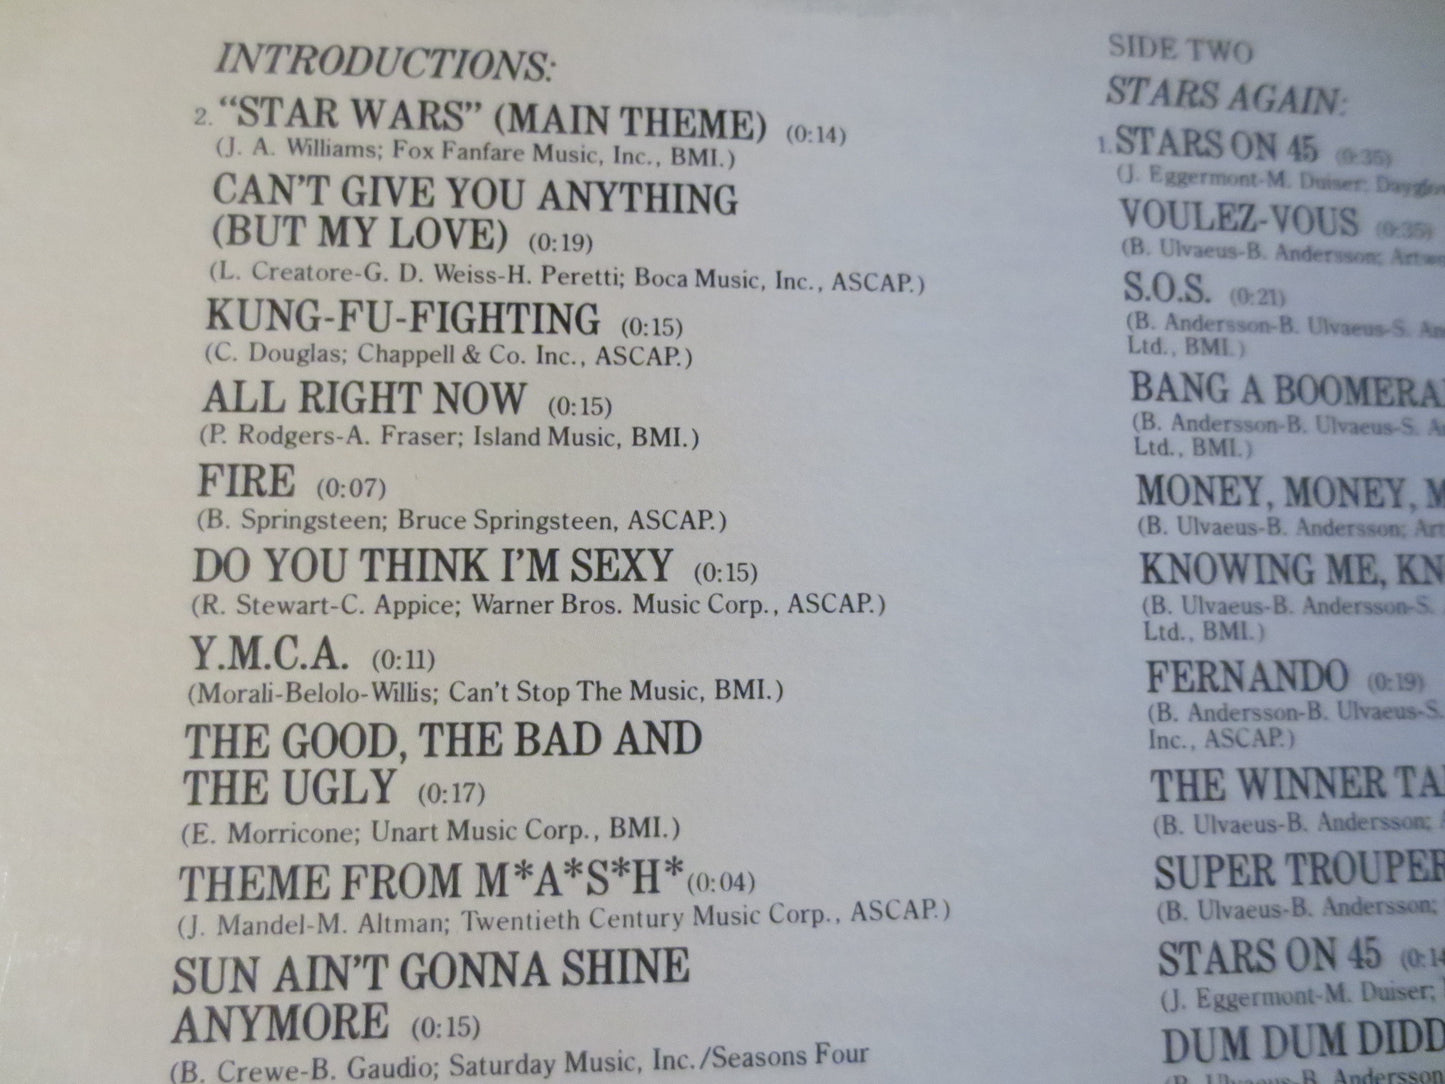 INTRODUCTIONS:
2. “STAR WARS” (MAIN THEME) (0:14)
(J. A. Williams; Fox Fanfare Music, Inc., BMI.)
CAN’T GIVE YOU ANYTHING
(BUT MY LOVE) (0:19)
(L. Creatore-G. D. Weiss-H. Peretti; Boca Music, Inc., ASCAP.)
KUNG-FU-FIGHTING (0:15)
(C. Douglas; Chappell & Co. Inc., ASCAP.)
ALL RIGHT NOW (0:15)
(P. Rodgers-A. Fraser; Island Music, BMI.)
FIRE (0:07)
(B. Springsteen; Bruce Springsteen, ASCAP.)
DO YOU THINK I’M SEXY (0:15)
(R. Stewart-C. Appice; Warner Bros. Music Corp., ASCAP.)
Y.M.C.A. (0:11)
(Morali-Belolo-Willis; Can’t Stop The Music, BMI.)
THE GOOD, THE BAD AND
THE UGLY (0:17)
(E. Morricone; Unart Music Corp., BMI.)
THEME FROM M*A*S*H* (0:04)
(J. Mandel-M. Altman; Twentieth Century Music Corp., ASCAP.)
SUN AIN’T GONNA SHINE
ANYMORE (0:15)
(B. Crewe-B. Gaudio; Saturday Music, Inc./Seasons Four
SIDE TWO
STARS AGAIN:
1. STARS ON 45 (0:35)
(J. Eggermont-M. Duiser;
VOULEZ-VOUS (0:35)
(B. Ulvaeus-B. Andersson;
S.O.S. (0:21)
(B. Andersson-B. Ulvaeus-S.
Ltd., BMI.)
BANG A
(B. Andersson-B. Ulvaeus-S.
Ltd., BMI.)
MONEY, MONEY,
(B. Ulvaeus-B. Andersson;
KNOWING ME,
(B. Ulvaeus-B. Andersson-S.
Ltd., BMI.)
FERNANDO (0:19)
(B. Andersson-B. Ulvaeus-S.
Inc., ASCAP.)
THE WINNER
(B. Ulvaeus-B. Andersson;
SUPER TROUPER
(B. Ulvaeus-B. Andersson;
STARS ON 45
(J. Eggermont-M. Duiser;
DUM DUM